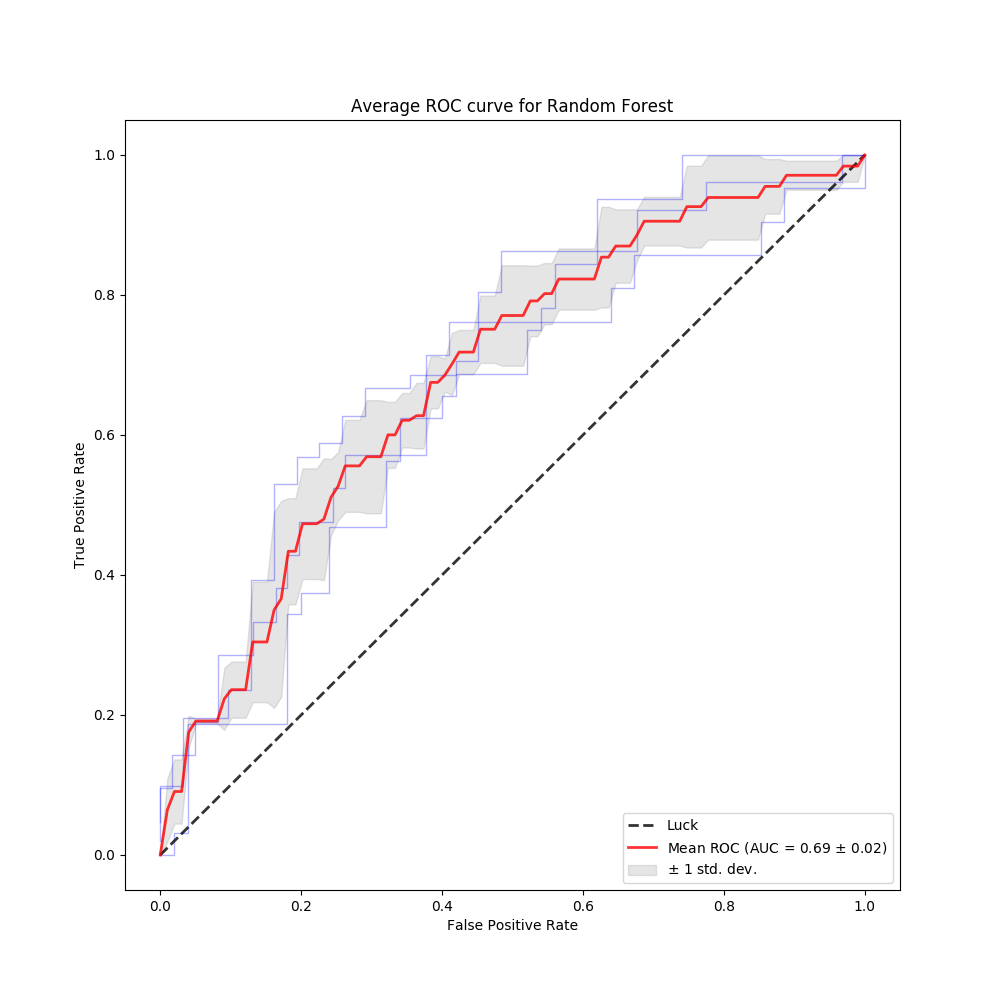 Average ROC curve for Random Forest
1.0
0.8
0.6
0.4
0.2
0.0
True Positive Rate
0.0 0.2 0.4 0.6 0.8 1.0
False Positive Rate
Luck
Mean ROC (AUC = 0.69 ± 0.02)
± 1 std. dev.